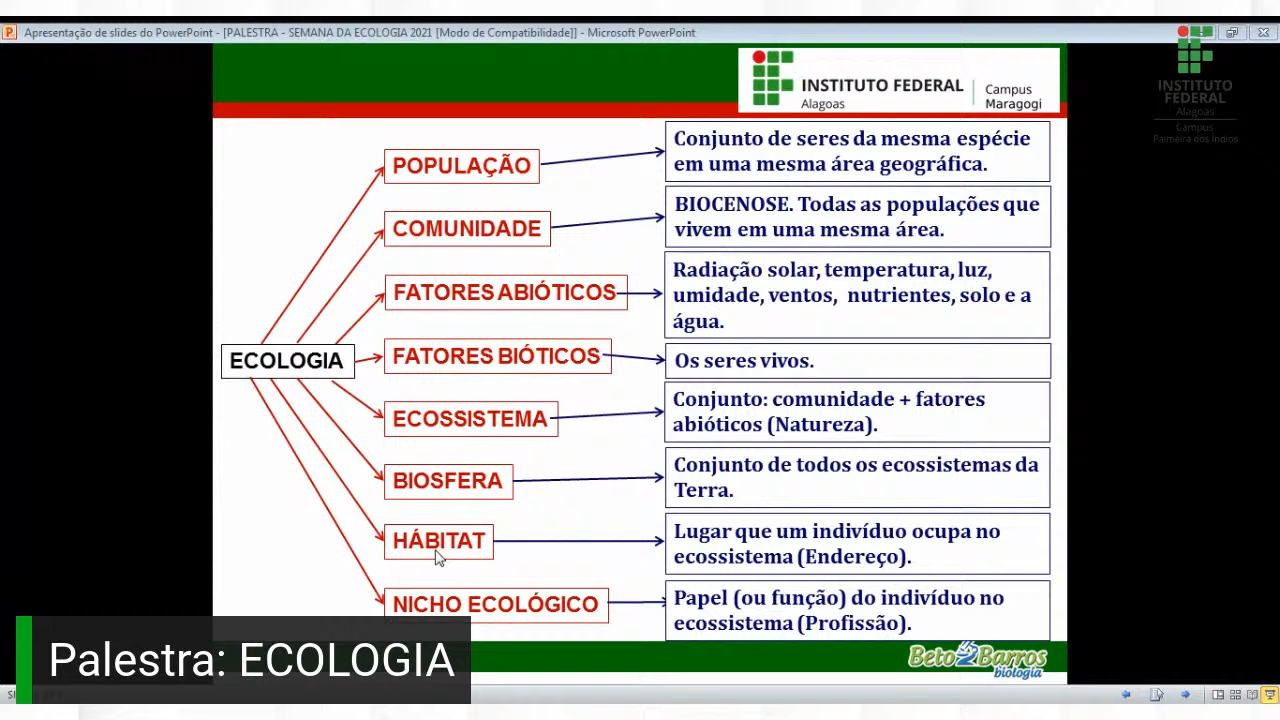 Apresentação de slides do PowerPoint - [PALESTRA - SEMANA DA ECOLOGIA 2021 [Modo de Compatibilidade]] - Microsoft PowerPoint
INSTITUTO FEDERAL
Alagoas
Campus
Maragogi
INSTITUTO
FEDERAL
Alagoas
Campus
Palmeira dos Índios
ECOLOGIA
POPULAÇÃO
Conjunto de seres da mesma espécie
em uma mesma área geográfica.
COMUNIDADE
BIOCENOSE. Todas as populações que
vivem em uma mesma área.
FATORES ABIÓTICOS
Radiação solar, temperatura, luz,
umidade, ventos, nutrientes, solo e a
água.
FATORES BIÓTICOS
Os seres vivos.
ECOSSISTEMA
Conjunto: comunidade + fatores
abióticos (Natureza).
BIOSFERA
Conjunto de todos os ecossistemas da
Terra.
HÁBITAT
Lugar que um indivíduo ocupa no
ecossistema (Endereço).
NICHO ECOLÓGICO
Papel (ou função) do indivíduo no
ecossistema (Profissão).
Palestra: ECOLOGIA
Beto Barros
biologia